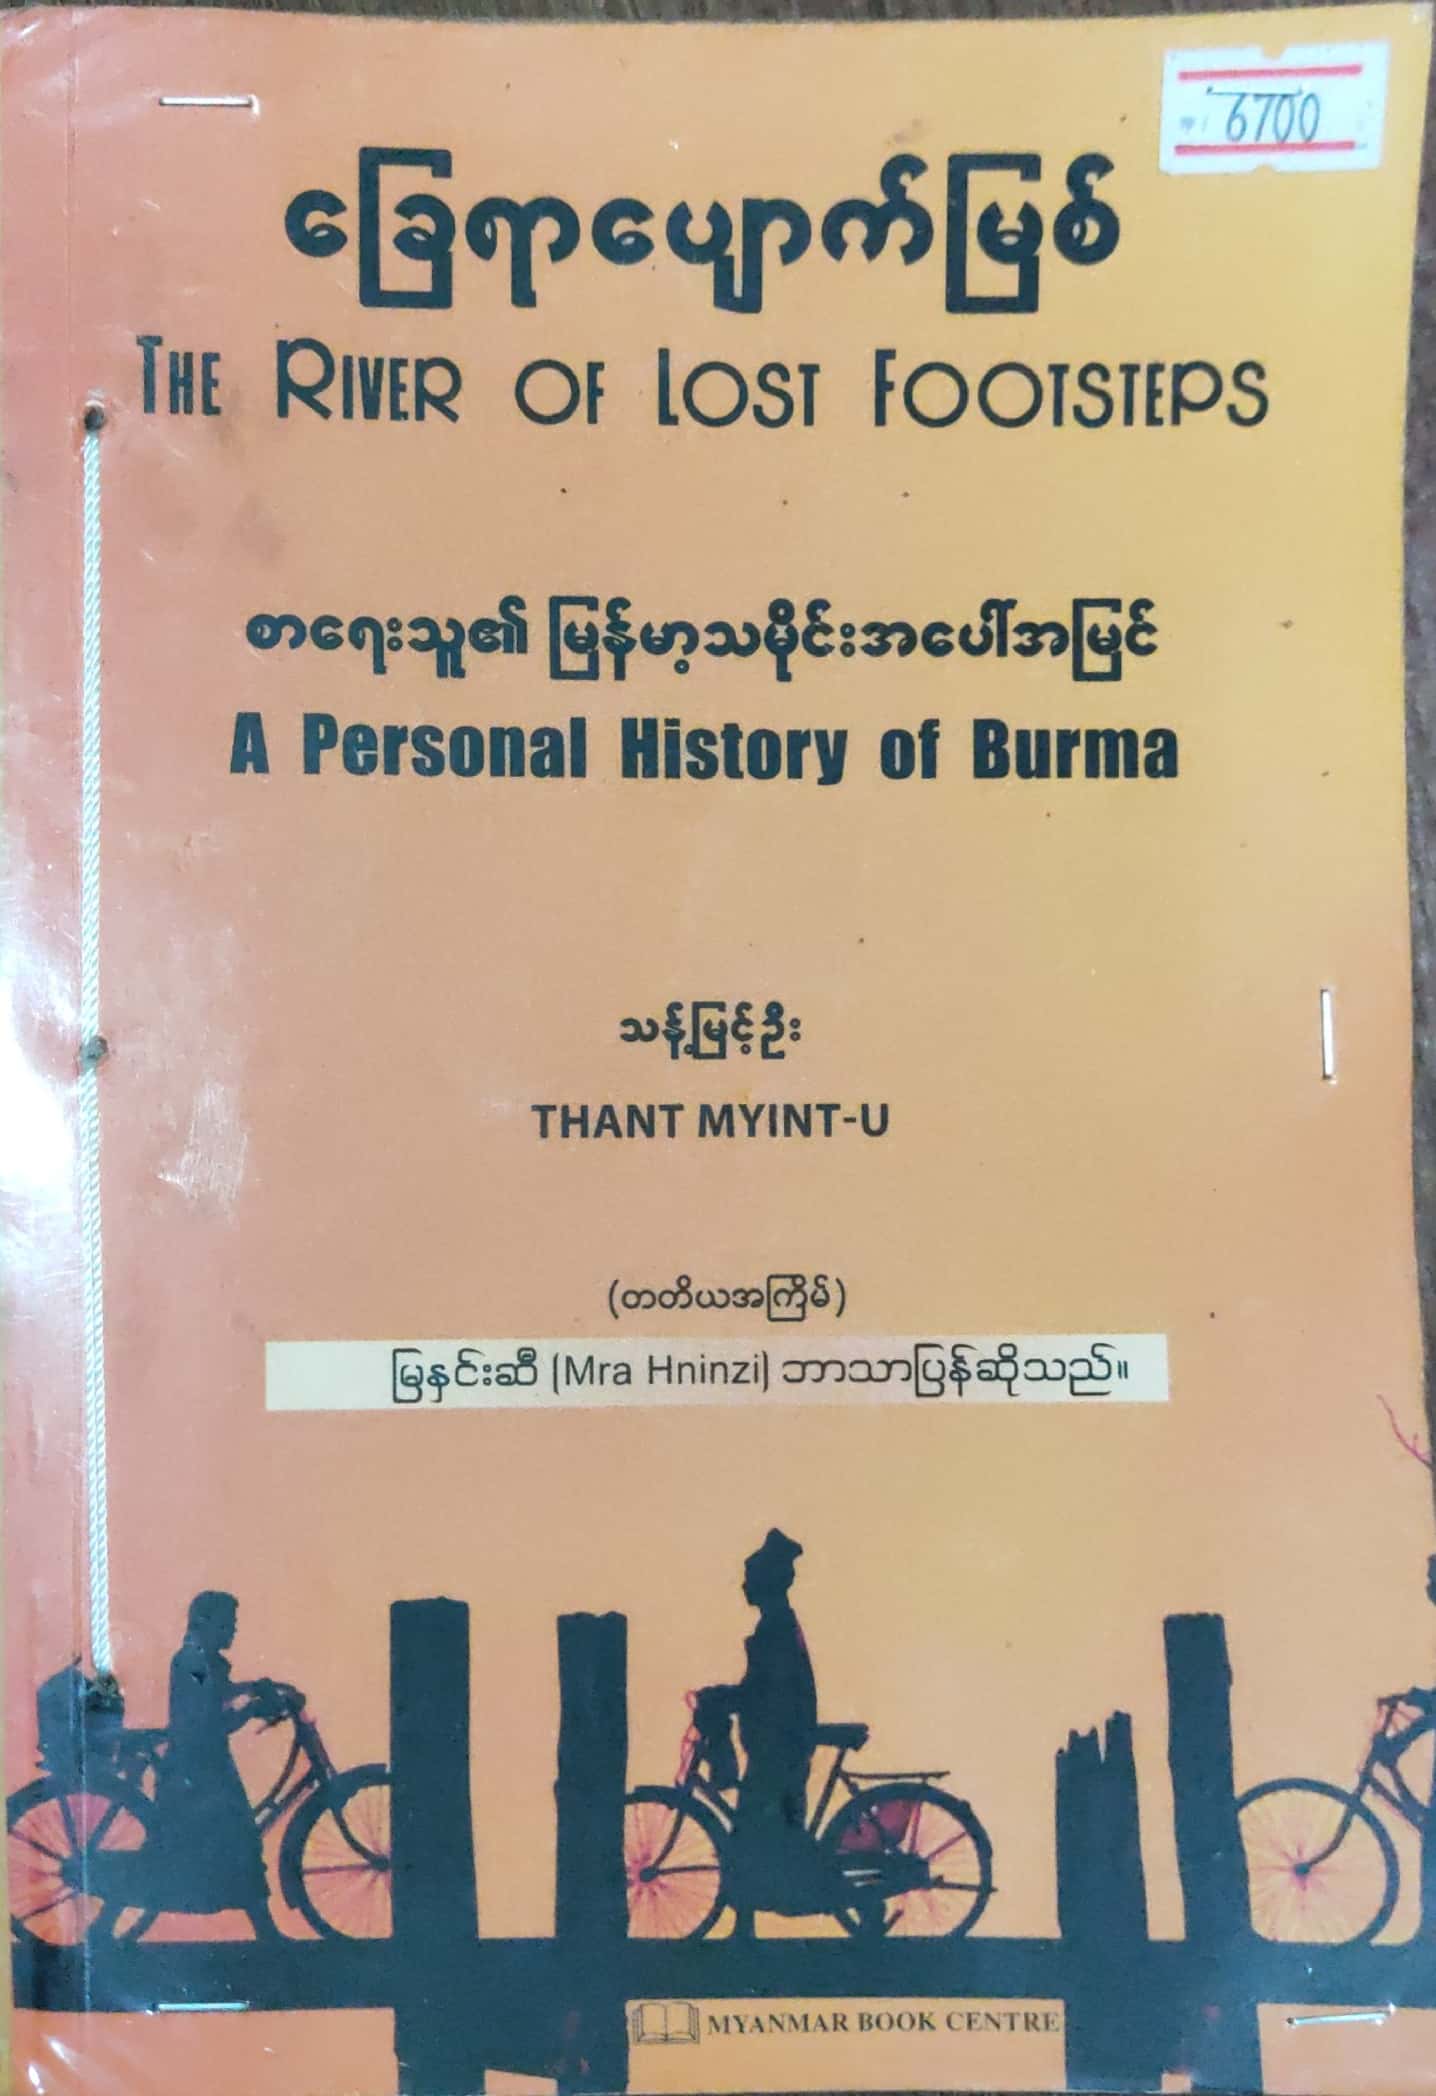 6700
ခြေရာပျောက်မြစ်
THE RIVER OF LOST FOOTSTEPS
စာရေးသူ၏ မြန်မာ့သမိုင်းအပေါ်အမြင်
A Personal History of Burma
သန့်မြင့်ဦး
THANT MYINT-U
(တတိယအကြိမ်)
မြနှင်းဆီ (Mra Hninzi) ဘာသာပြန်ဆိုသည်။
MYANMAR BOOK CENTRE